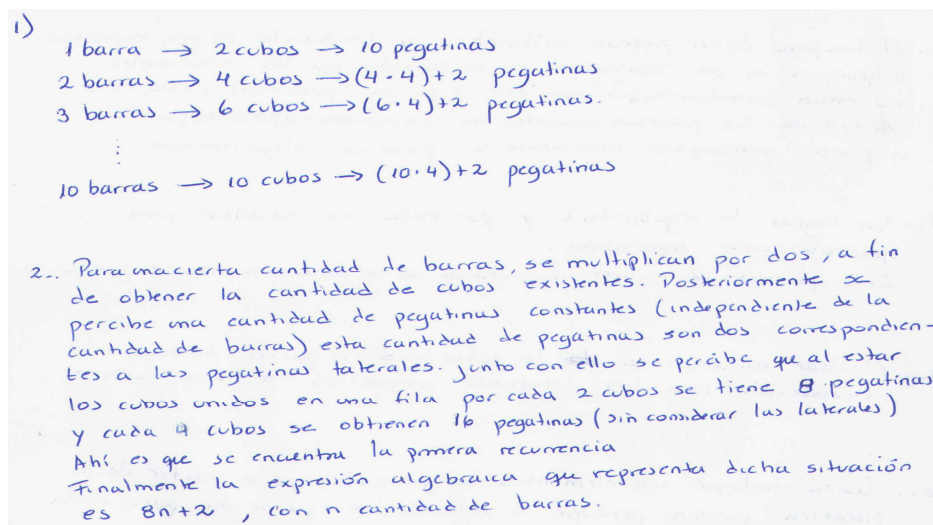 1)
1 barra → 2 cubos → 10 pegatinas
2 barras → 4 cubos → (4·4)+2 pegatinas
3 barras → 6 cubos → (6·4)+2 pegatinas.
⋮
10 barras → 10 cubos → (10·4)+2 pegatinas
2-. Para una cierta cantidad de barras, se multiplican por dos, a fin
de obtener la cantidad de cubos existentes. Posteriormente se
percibe una cantidad de pegatinas constantes (independiente de la
cantidad de barras) esta cantidad de pegatinas son dos correspondien-
tes a las pegatinas laterales. junto con ello se percibe que al estar
los cubos unidos en una fila por cada 2 cubos se tiene 8 pegatinas
y cada 4 cubos se obtienen 16 pegatinas (sin considerar las laterales)
Ahí es que se encuentra la primera recurrencia
Finalmente la expresión algebraica que representa dicha situación
es 8n+2, con n cantidad de barras.